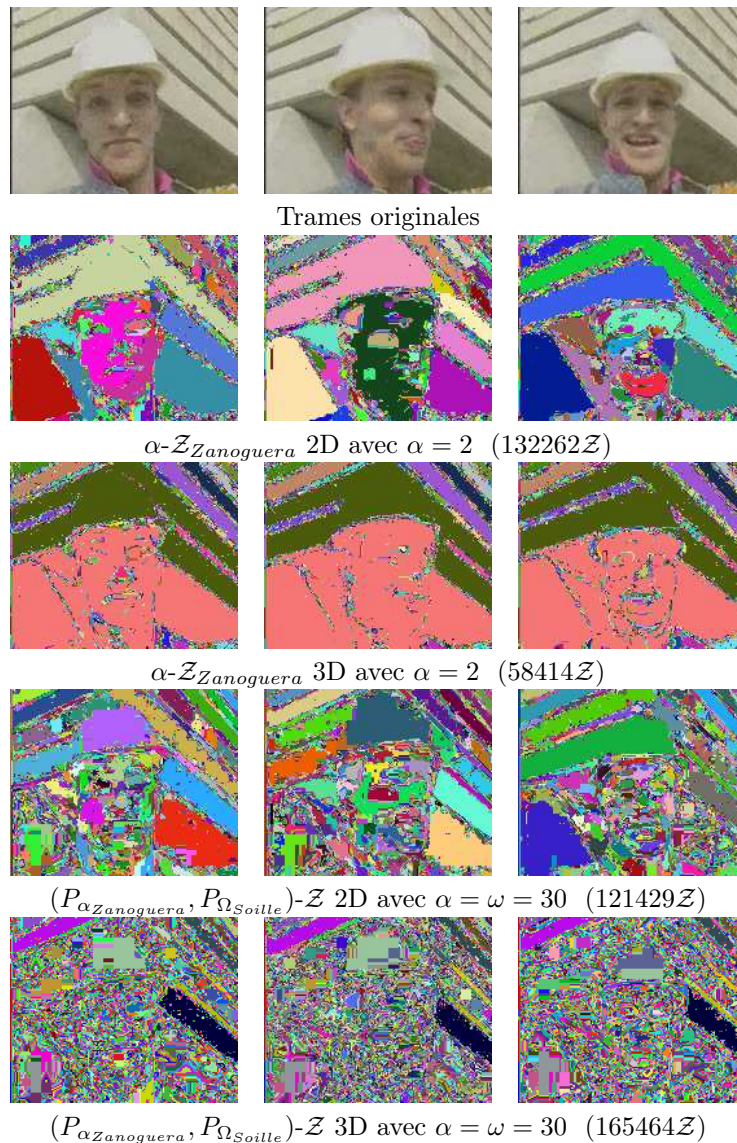 Trames originales
α-𝒵_{Zanoguera} 2D avec α = 2 (132262𝒵)
α-𝒵_{Zanoguera} 3D avec α = 2 (58414𝒵)
(P_{α_{Zanoguera}}, P_{Ω_{Soille}})-𝒵 2D avec α = ω = 30 (121429𝒵)
(P_{α_{Zanoguera}}, P_{Ω_{Soille}})-𝒵 3D avec α = ω = 30 (165464𝒵)